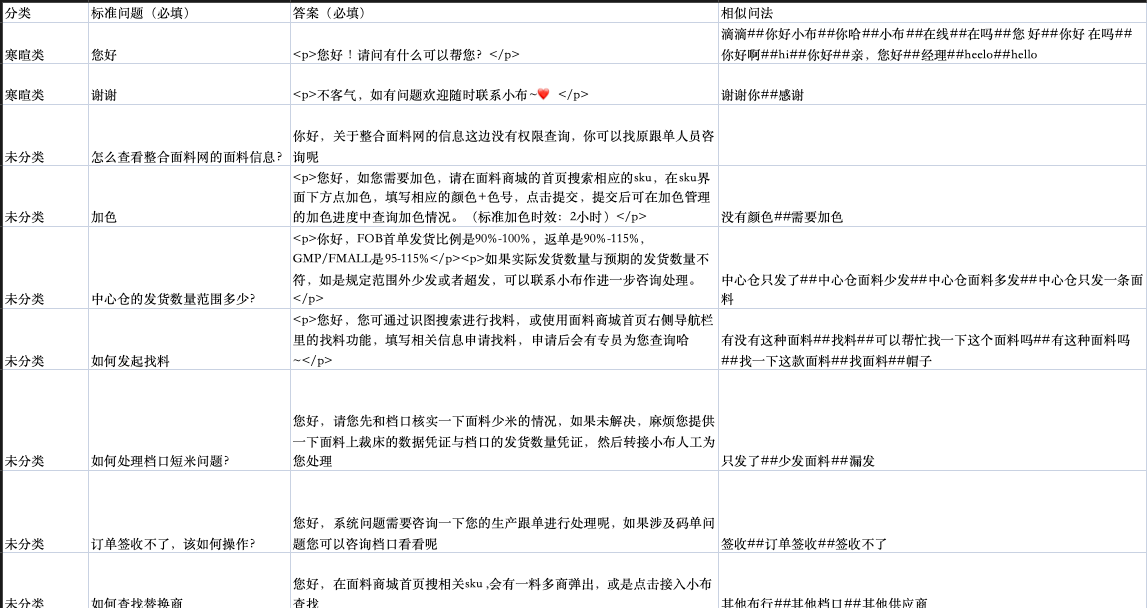 分类 标准问题（必填） 答案（必填） 相似问法
滴滴##你好小布##你哈##小布##在线##在吗##您 好##你好 在吗##
寒暄类 您好 <p>您好！请问有什么可以帮您？</p> 你好啊##hi##你好##亲，您好##经理##heelo##hello
寒暄类 谢谢 <p>不客气，如有问题欢迎随时联系小布~❤️ </p> 谢谢你##感谢
你好，关于整合面料网的信息这边没有权限查询，你可以找原跟单人员咨
未分类 怎么查看整合面料网的面料信息? 询呢
<p>您好，如您需要加色，请在面料商城的首页搜索相应的sku，在sku界
面下方点加色，填写相应的颜色+色号，点击提交，提交后可在加色管理
未分类 加色 的加色进度中查询加色情况。（标准加色时效：2小时）</p> 没有颜色##需要加色
<p>你好，FOB首单发货比例是90%-100%，返单是90%-115%，
GMP/FMALL是95-115%</p><p>如果实际发货数量与预期的发货数量不
符，如是规定范围外少发或者超发，可以联系小布作进一步咨询处理。 中心仓只发了##中心仓面料少发##中心仓面料多发##中心仓只发一条面
未分类 中心仓的发货数量范围多少? </p> 料
<p>您好，您可通过识图搜索进行找料，或使用面料商城首页右侧导航栏
里的找料功能，填写相关信息申请找料，申请后会有专员为您查询哈 有没有这种面料##找料##可以帮忙找一下这个面料吗##有这种面料吗
未分类 如何发起找料 ~</p> ##找一下这款面料##找面料##帽子
您好，请您先和档口核实一下面料少米的情况，如果未解决，麻烦您提供
一下面料上裁床的数据凭证与档口的发货数量凭证，然后转接小布人工为
未分类 如何处理档口短米问题? 您处理 只发了##少发面料##漏发
您好，系统问题需要咨询一下您的生产跟单进行处理呢，如果涉及码单问
未分类 订单签收不了，该如何操作? 题您可以咨询档口看看呢 签收##订单签收##签收不了
您好，在面料商城首页搜相关sku ,会有一料多商弹出，或是点击接入小布
未分类 如何查找替换商 查找 其他布行##其他档口##其他供应商